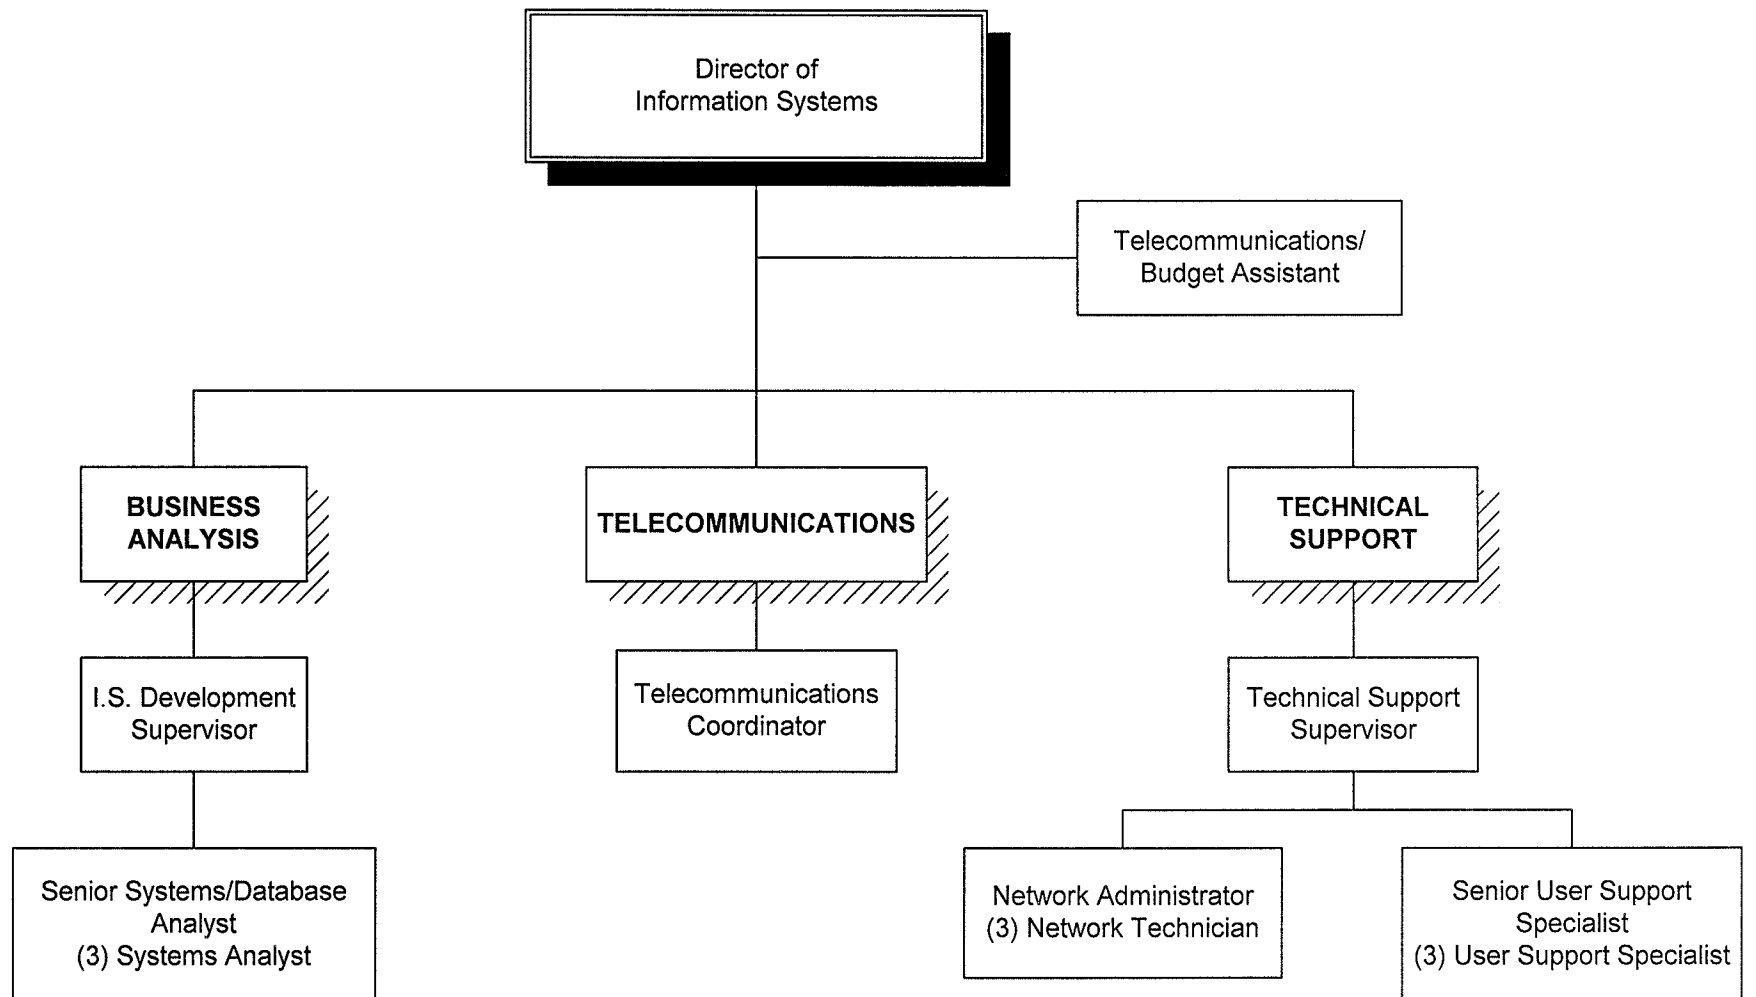 Director of
Information Systems
Telecommunications/
Budget Assistant
BUSINESS
ANALYSIS
TELECOMMUNICATIONS
TECHNICAL
SUPPORT
I.S. Development
Supervisor
Telecommunications
Coordinator
Technical Support
Supervisor
Senior Systems/Database
Analyst
(3) Systems Analyst
Network Administrator
(3) Network Technician
Senior User Support
Specialist
(3) User Support Specialist